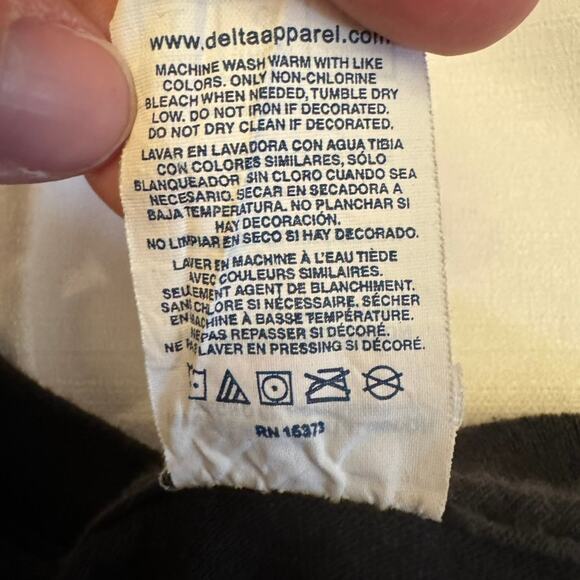 www.deltaapparel.com
MACHINE WASH WARM WITH LIKE
COLORS. ONLY NON-CHLORINE
BLEACH WHEN NEEDED, TUMBLE DRY
LOW. DO NOT IRON IF DECORATED.
DO NOT DRY CLEAN IF DECORATED.
LAVAR EN LAVADORA CON AGUA TIBIA
CON COLORES SIMILARES, SÓLO
BLANQUEADOR SIN CLORO CUANDO SEA
NECESARIO. SECAR EN SECADORA A
BAJA TEMPERATURA. NO PLANCHAR SI
HAY DECORACIÓN.
NO LIMPIAR EN SECO SI HAY DECORADO.
LAVER EN MACHINE À L'EAU TIÈDE
AVEC COULEURS SIMILAIRES.
SEULEMENT AGENT DE BLANCHIMENT.
SANS CHLORE SI NÉCESSAIRE, SÉCHER
EN MACHINE À BASSE TEMPÉRATURE.
NE PAS REPASSER SI DÉCORÉ.
NE PAS LAVER EN PRESSING SI DÉCORÉ.
RN 15373